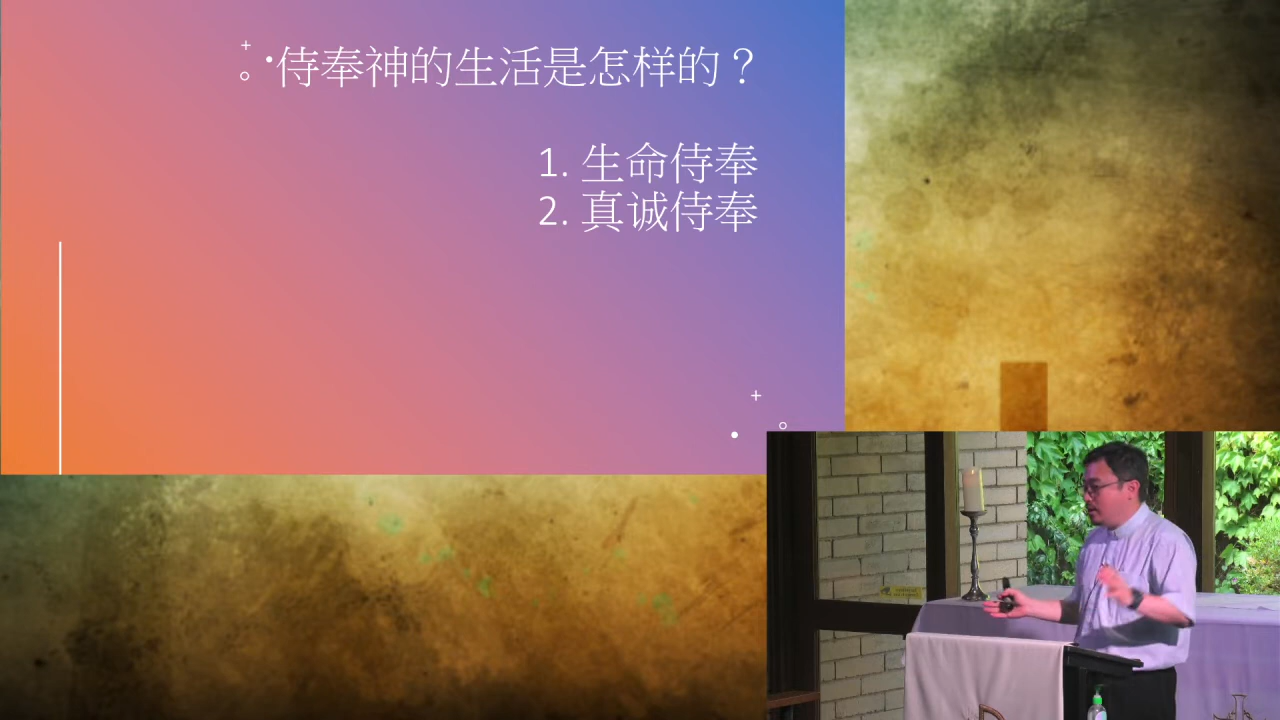 侍奉神的生活是怎样的？
1. 生命侍奉
2. 真诚侍奉